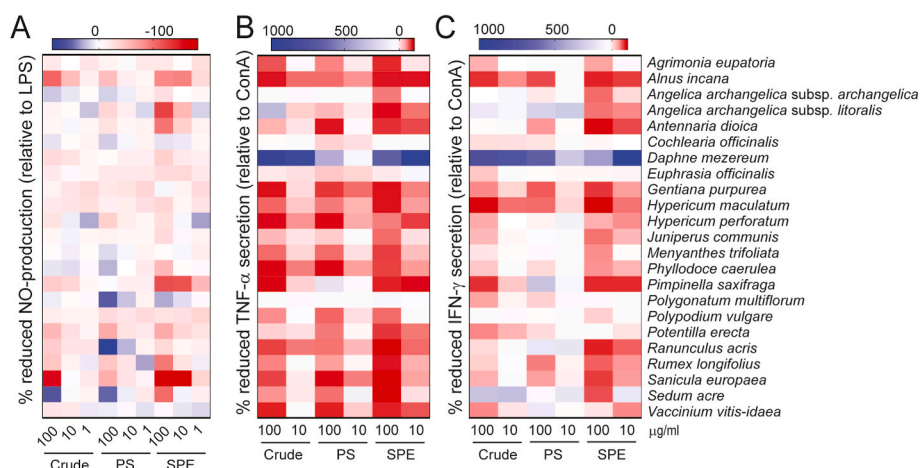 A
0
-100
% reduced NO-prodcuction (relative to LPS)
100 10 1 100 10 1 100 10 1
Crude PS SPE
B
1000 500 0
% reduced TNF-α secretion (relative to ConA)
100 10 100 10 100 10
Crude PS SPE
C
1000 500 0
% reduced IFN-γ secretion (relative to ConA)
100 10 100 10 100 10 μg/ml
Crude PS SPE
Agrimonia eupatoria
Alnus incana
Angelica archangelica subsp. archangelica
Angelica archangelica subsp. litoralis
Antennaria dioica
Cochlearia officinalis
Daphne mezereum
Euphrasia officinalis
Gentiana purpurea
Hypericum maculatum
Hypericum perforatum
Juniperus communis
Menyanthes trifoliata
Phyllodoce caerulea
Pimpinella saxifraga
Polygonatum multiflorum
Polypodium vulgare
Potentilla erecta
Ranunculus acris
Rumex longifolius
Sanicula europaea
Sedum acre
Vaccinium vitis-idaea